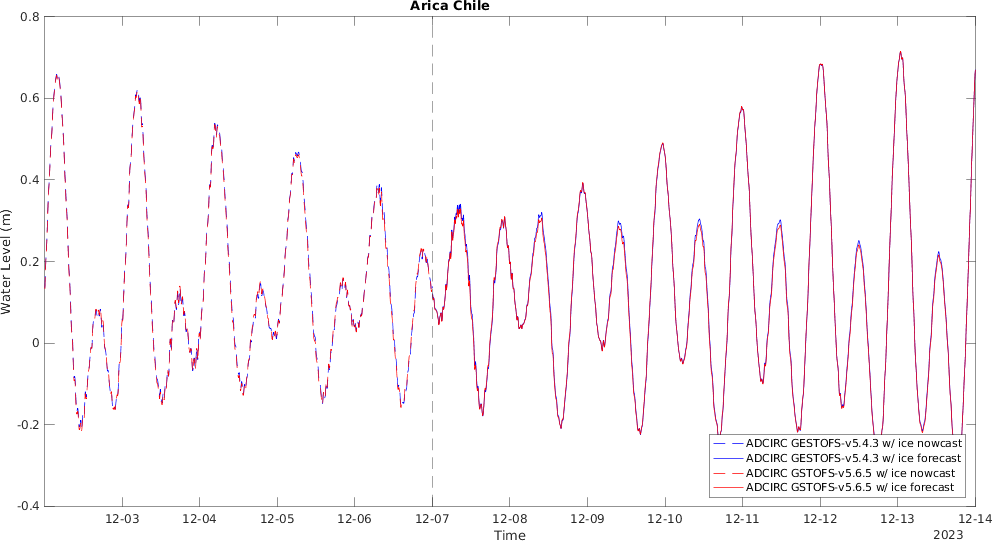 Arica Chile
Water Level (m)
0.8
0.6
0.4
0.2
0
-0.2
-0.4
12-03 12-04 12-05 12-06 12-07 12-08 12-09 12-10 12-11 12-12 12-13 12-14
Time
2023
ADCIRC GESTOFS-v5.4.3 w/ ice nowcast
ADCIRC GESTOFS-v5.4.3 w/ ice forecast
ADCIRC GSTOFS-v5.6.5 w/ ice nowcast
ADCIRC GSTOFS-v5.6.5 w/ ice forecast